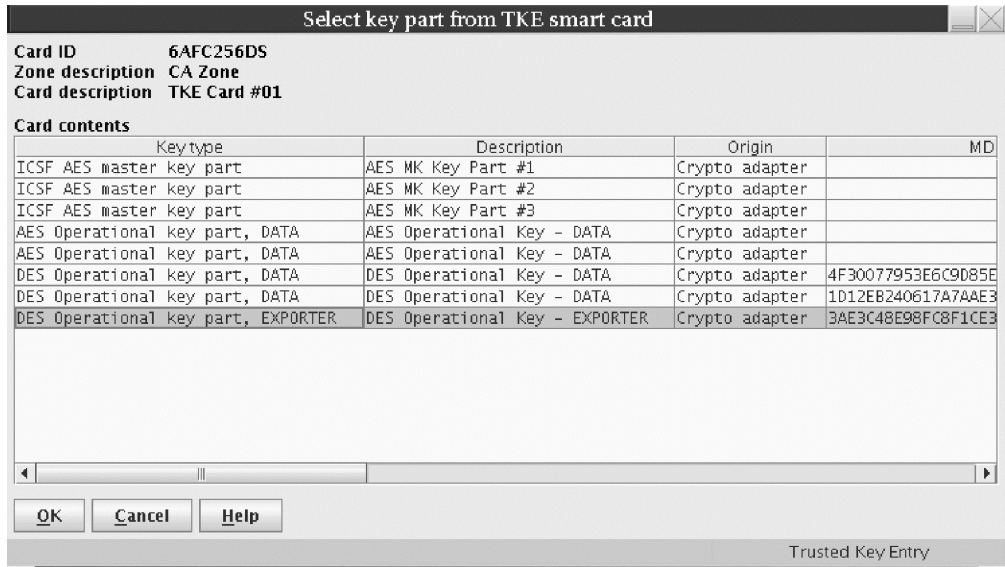 Select key part from TKE smart card
Card ID 6AFC256DS
Zone description CA Zone
Card description TKE Card #01
Card contents
Key type Description Origin MD
ICSF AES master key part AES MK Key Part #1 Crypto adapter
ICSF AES master key part AES MK Key Part #2 Crypto adapter
ICSF AES master key part AES MK Key Part #3 Crypto adapter
AES Operational key part, DATA AES Operational Key - DATA Crypto adapter
AES Operational key part, DATA AES Operational Key - DATA Crypto adapter
DES Operational key part, DATA DES Operational Key - DATA Crypto adapter 4F30077953E6C9D85E
DES Operational key part, DATA DES Operational Key - DATA Crypto adapter 1D12EB240617A7AAE3
DES Operational key part, EXPORTER DES Operational Key - EXPORTER Crypto adapter 3AE3C48E98FC8F1CE3
OK Cancel Help
Trusted Key Entry